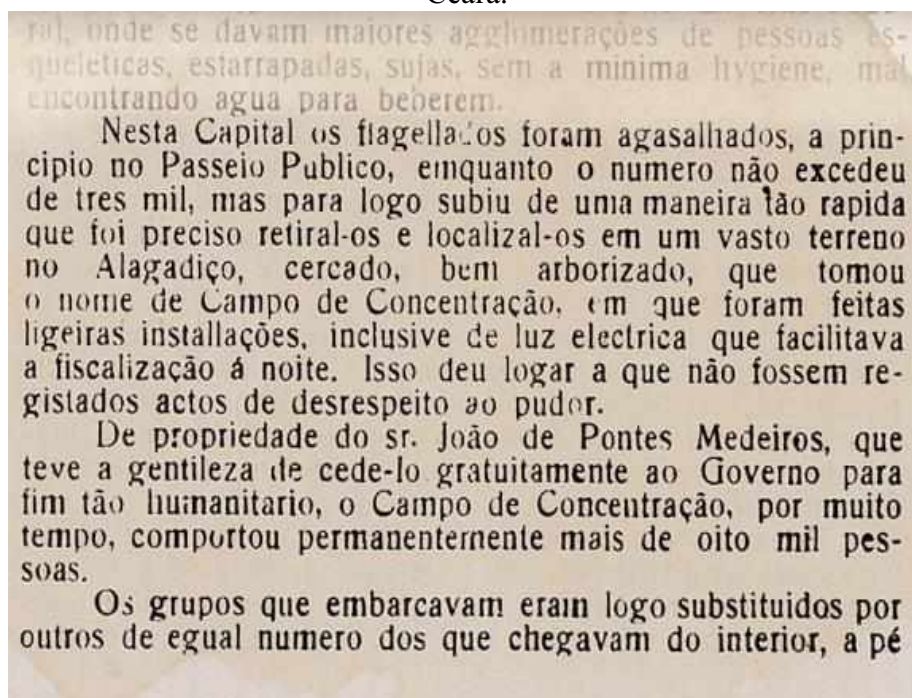 Ceará.
ral, onde se davam maiores agglomerações de pessoas es-
queleticas, estarrapadas, sujas, sem a minima hygiene, mal
encontrando agua para beberem.
Nesta Capital os flagellados foram agasalhados, a prin-
cipio no Passeio Publico, emquanto o numero não excedeu
de tres mil, mas para logo subiu de uma maneira tão rapida
que foi preciso retiral-os e localizal-os em um vasto terreno
no Alagadiço, cercado, bem arborizado, que tomou
o nome de Campo de Concentração, em que foram feitas
ligeiras installações, inclusive de luz electrica que facilitava
a fiscalização á noite. Isso deu logar a que não fossem re-
gistados actos de desrespeito ao pudor.
De propriedade do sr. João de Pontes Medeiros, que
teve a gentileza de cede-lo gratuitamente ao Governo para
fim tão humanitario, o Campo de Concentração, por muito
tempo, comportou permanentemente mais de oito mil pes-
soas.
Os grupos que embarcavam eram logo substituidos por
outros de egual numero dos que chegavam do interior, a pé